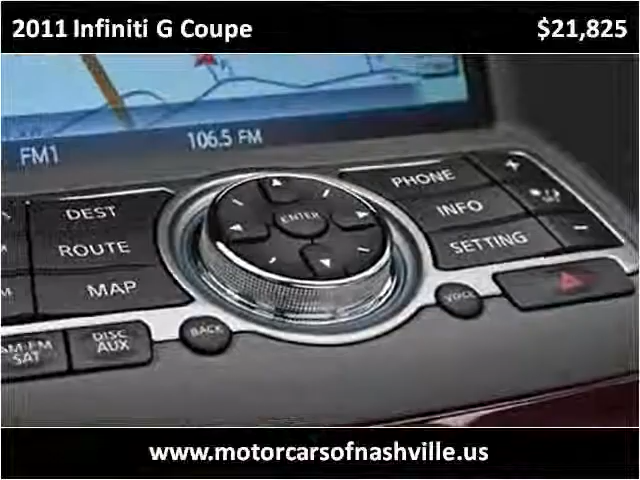 2011 Infiniti G Coupe
$21,825
106.5 FM
FM1
DEST
ROUTE
MAP
ENTER
PHONE
INFO
SETTING
+
-
AM·FM
SAT
DISC
AUX
BACK
VOICE
www.motorcarsofnashville.us